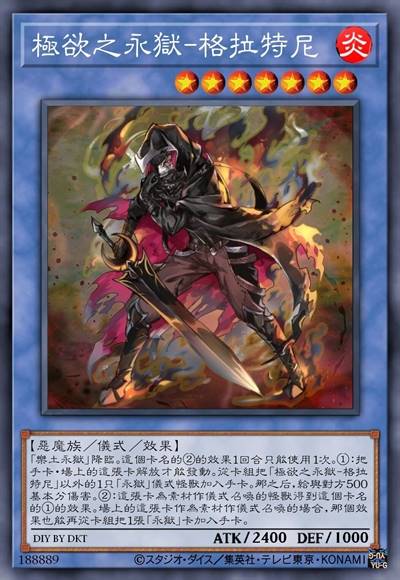 極欲之永獄-格拉特尼
炎
【惡魔族／儀式／效果】
「樂土永獄」降臨。這個卡名的②的效果1回合只能使用1次。①：把
手卡·場上的這張卡解放才能發動。從卡組把「極欲之永獄-格拉
特尼」以外的1只「永獄」儀式怪獸加入手卡。那之后，給與對方500
基本分傷害。②：這張卡為素材作儀式召喚的怪獸得到這個卡名
的①的效果。場上的這張卡作為素材作儀式召喚的場合，那個效
果也能再從卡組把1張「永獄」卡加入手卡。
DIY BY DKT
ATK/2400 DEF/1000
188889
©スタジオ・ダイス／集英社・テレビ東京・KONAMI